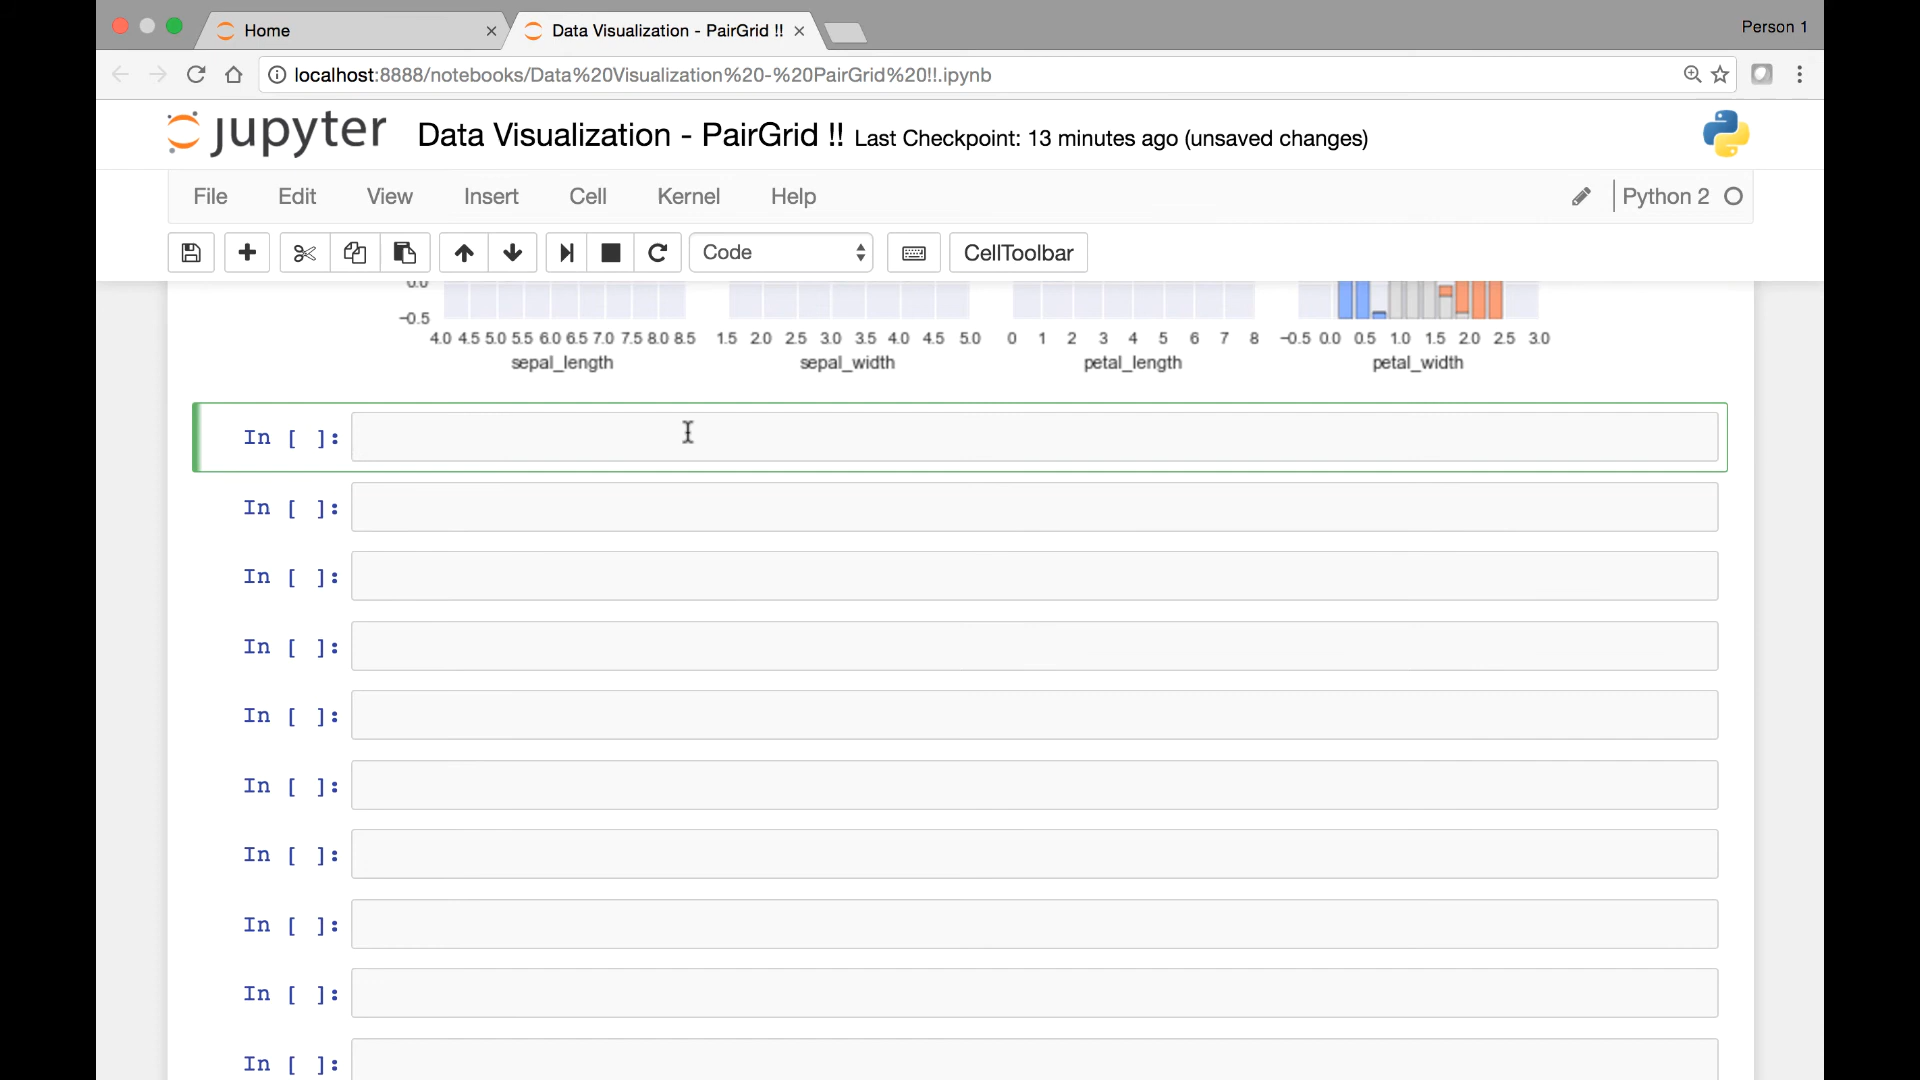 Home
Data Visualization - PairGrid !!
Person 1
localhost:8888/notebooks/Data%20Visualization%20-%20PairGrid%20!!.ipynb
jupyter Data Visualization - PairGrid !! Last Checkpoint: 13 minutes ago (unsaved changes)
File Edit View Insert Cell Kernel Help Python 2
Code CellToolbar
0.0
−0.5
4.0 4.5 5.0 5.5 6.0 6.5 7.0 7.5 8.0 8.5 1.5 2.0 2.5 3.0 3.5 4.0 4.5 5.0 0 1 2 3 4 5 6 7 8 −0.5 0.0 0.5 1.0 1.5 2.0 2.5 3.0
sepal_length sepal_width petal_length petal_width
In [ ]:
In [ ]:
In [ ]:
In [ ]:
In [ ]:
In [ ]:
In [ ]:
In [ ]:
In [ ]:
In [ ]: